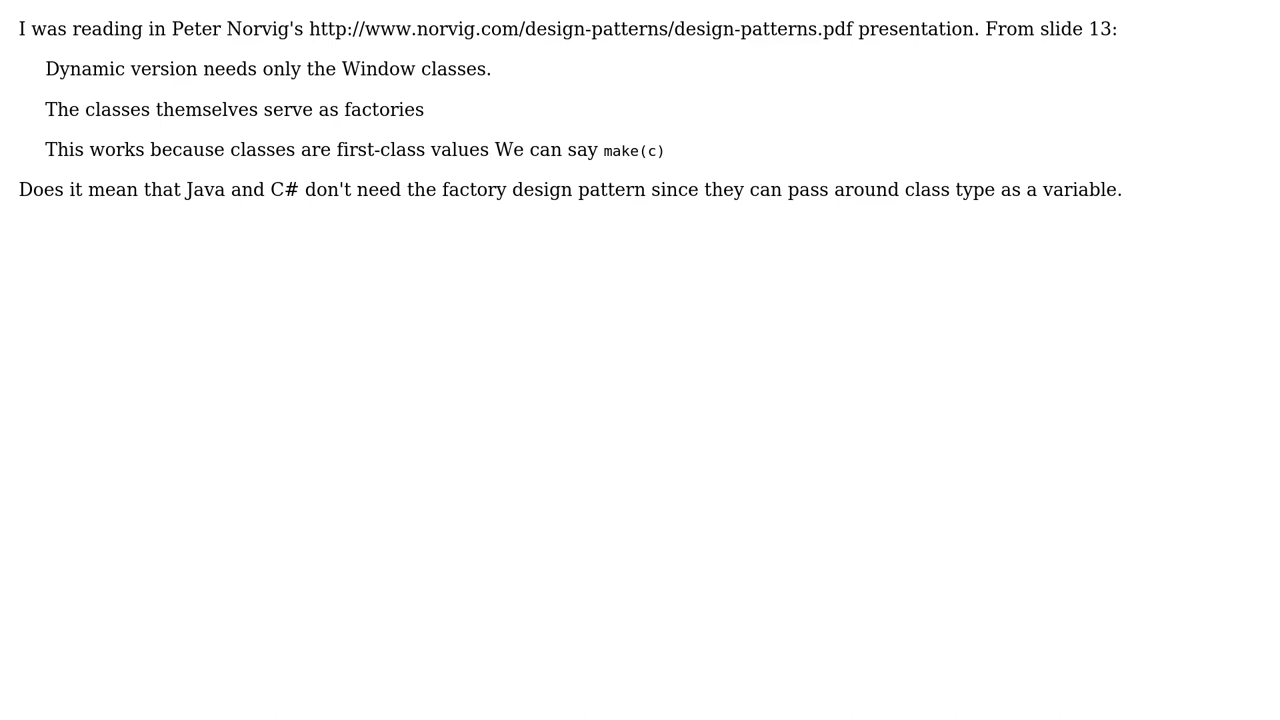 I was reading in Peter Norvig's http://www.norvig.com/design-patterns/design-patterns.pdf presentation. From slide 13:
Dynamic version needs only the Window classes.
The classes themselves serve as factories
This works because classes are first-class values We can say make(c)
Does it mean that Java and C# don't need the factory design pattern since they can pass around class type as a variable.